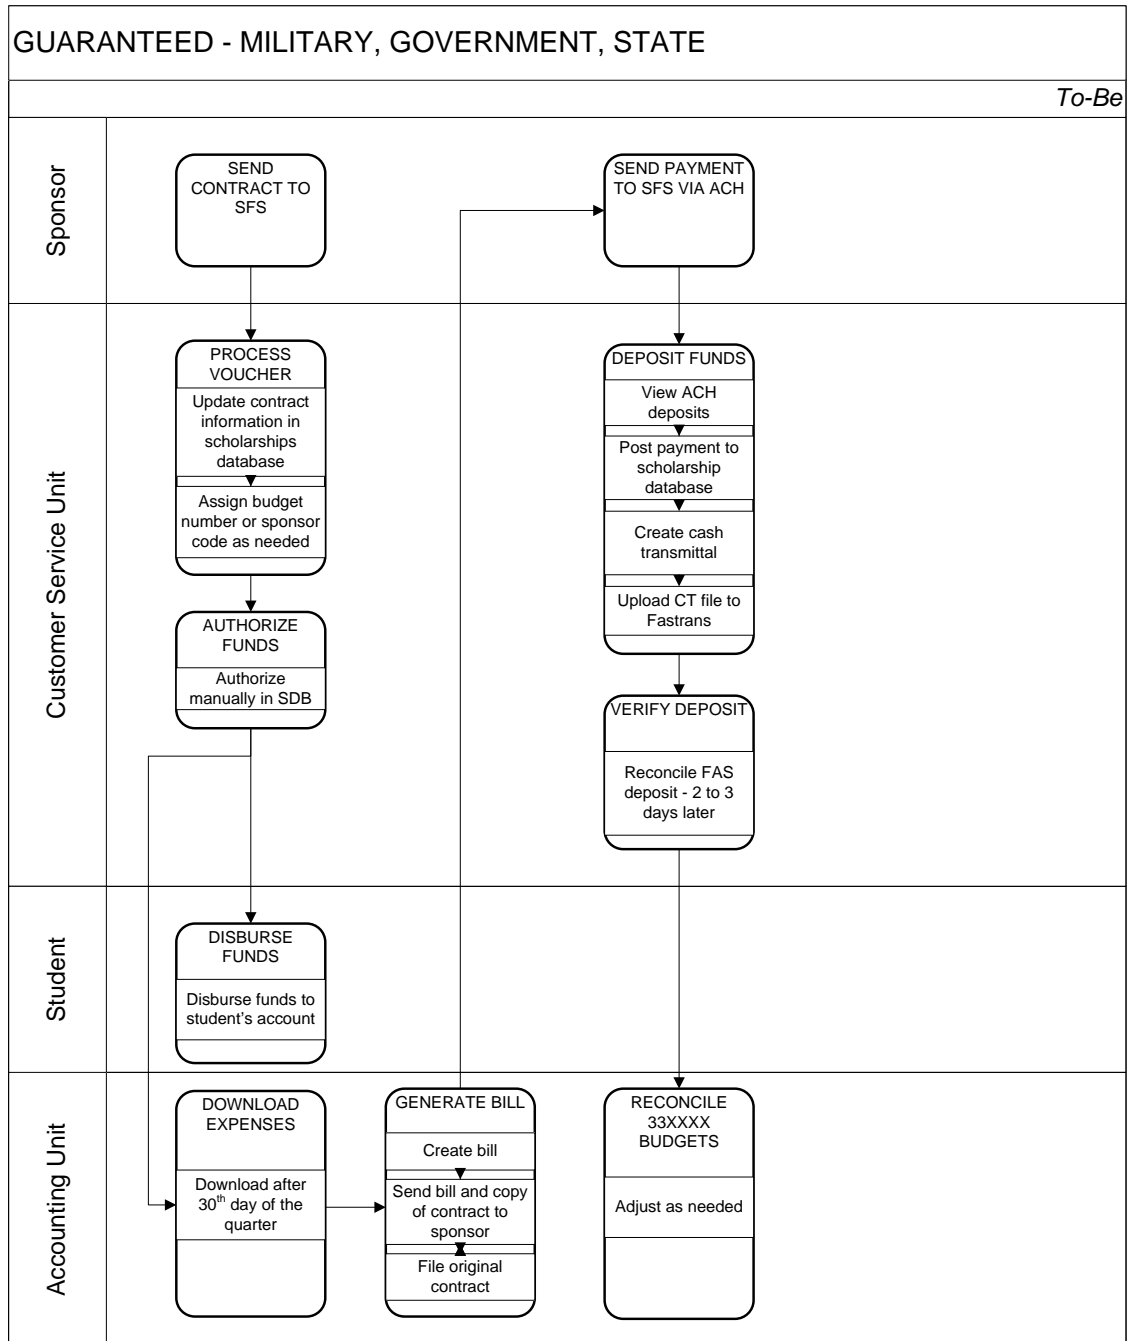 GUARANTEED - MILITARY, GOVERNMENT, STATE
To-Be
Sponsor
SEND
CONTRACT TO
SFS
SEND PAYMENT
TO SFS VIA ACH
Customer Service Unit
PROCESS
VOUCHER
Update contract
information in
scholarships
database
Assign budget
number or sponsor
code as needed
AUTHORIZE
FUNDS
Authorize
manually in SDB
DEPOSIT FUNDS
View ACH
deposits
Post payment to
scholarship
database
Create cash
transmittal
Upload CT file to
Fastrans
VERIFY DEPOSIT
Reconcile FAS
deposit - 2 to 3
days later
Student
DISBURSE
FUNDS
Disburse funds to
student’s account
Accounting Unit
DOWNLOAD
EXPENSES
Download after
30th day of the
quarter
GENERATE BILL
Create bill
Send bill and copy
of contract to
sponsor
File original
contract
RECONCILE
33XXXX
BUDGETS
Adjust as needed